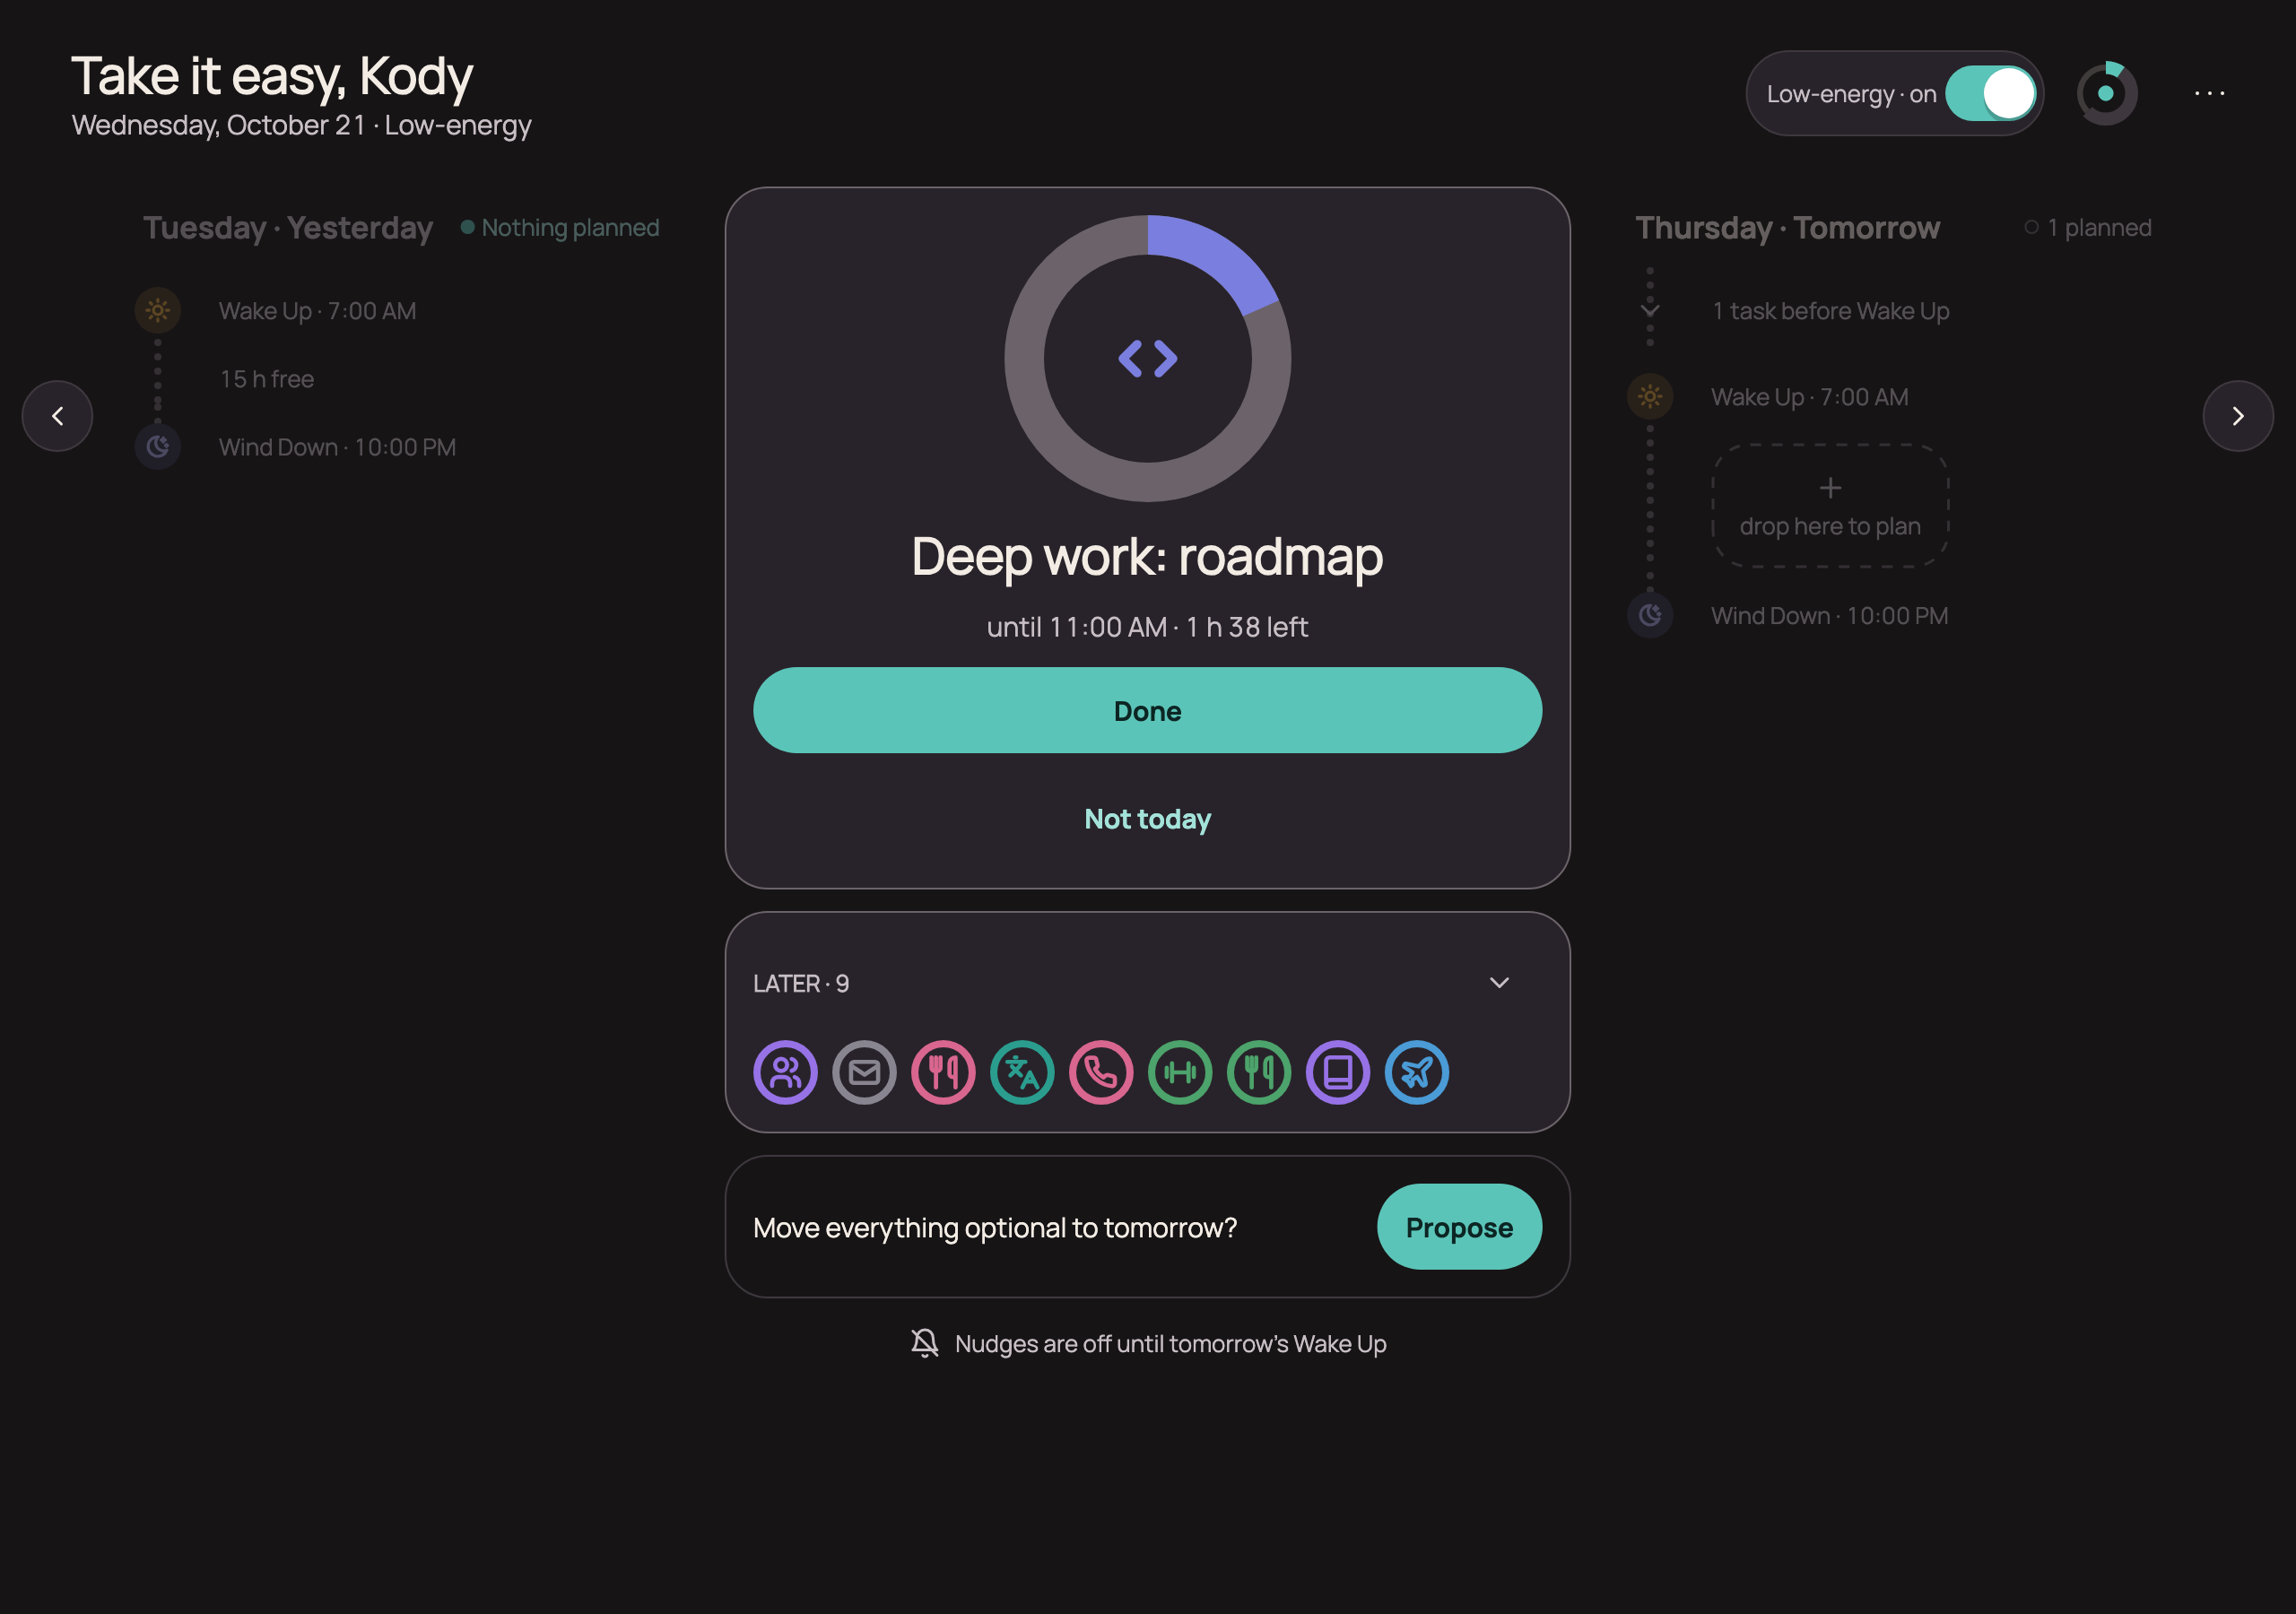 Take it easy, Kody
Wednesday, October 21 · Low-energy
Low-energy · on
Tuesday · Yesterday
Nothing planned
Wake Up · 7:00 AM
15 h free
Wind Down · 10:00 PM
Deep work: roadmap
until 11:00 AM · 1 h 38 left
Done
Not today
LATER · 9
Move everything optional to tomorrow?
Propose
Nudges are off until tomorrow's Wake Up
Thursday · Tomorrow
1 planned
1 task before Wake Up
Wake Up · 7:00 AM
drop here to plan
Wind Down · 10:00 PM